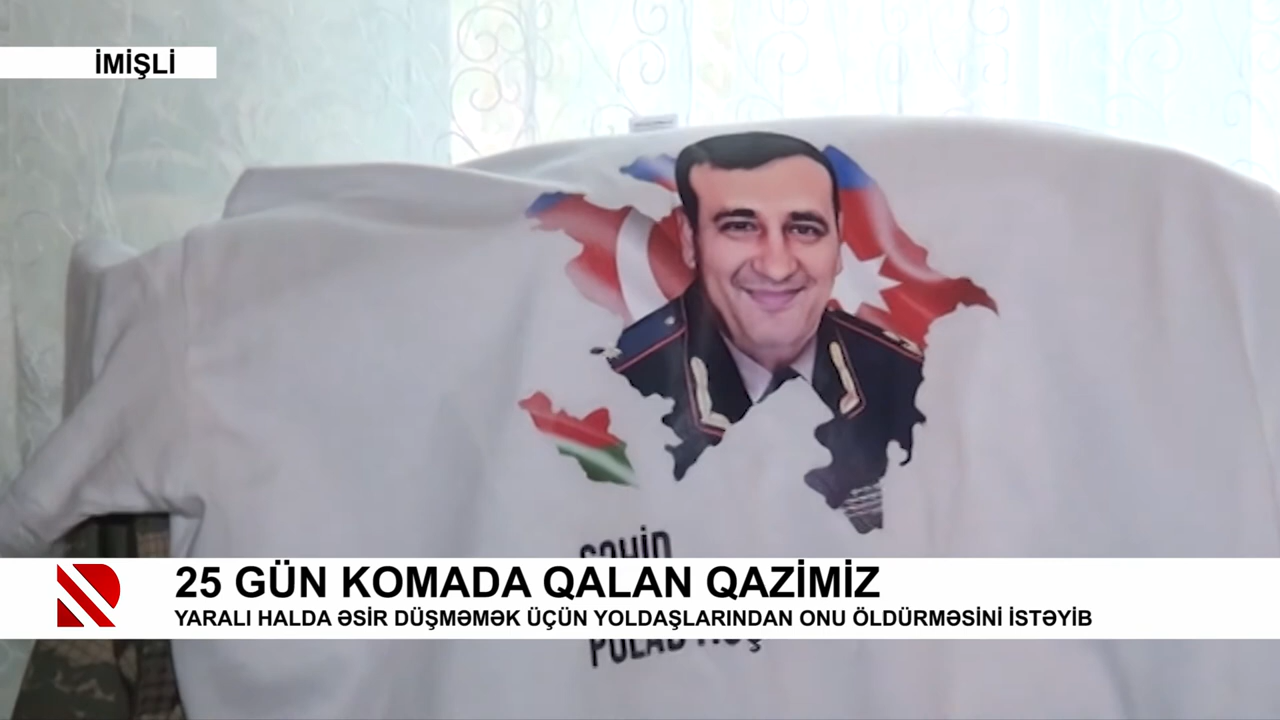 İMİŞLİ
25 GÜN KOMADA QALAN QAZİMİZ
YARALI HALDA ƏSİR DÜŞMƏMƏK ÜÇÜN YOLDAŞLARINDAN ONU ÖLDÜRMƏSİNİ İSTƏYİB